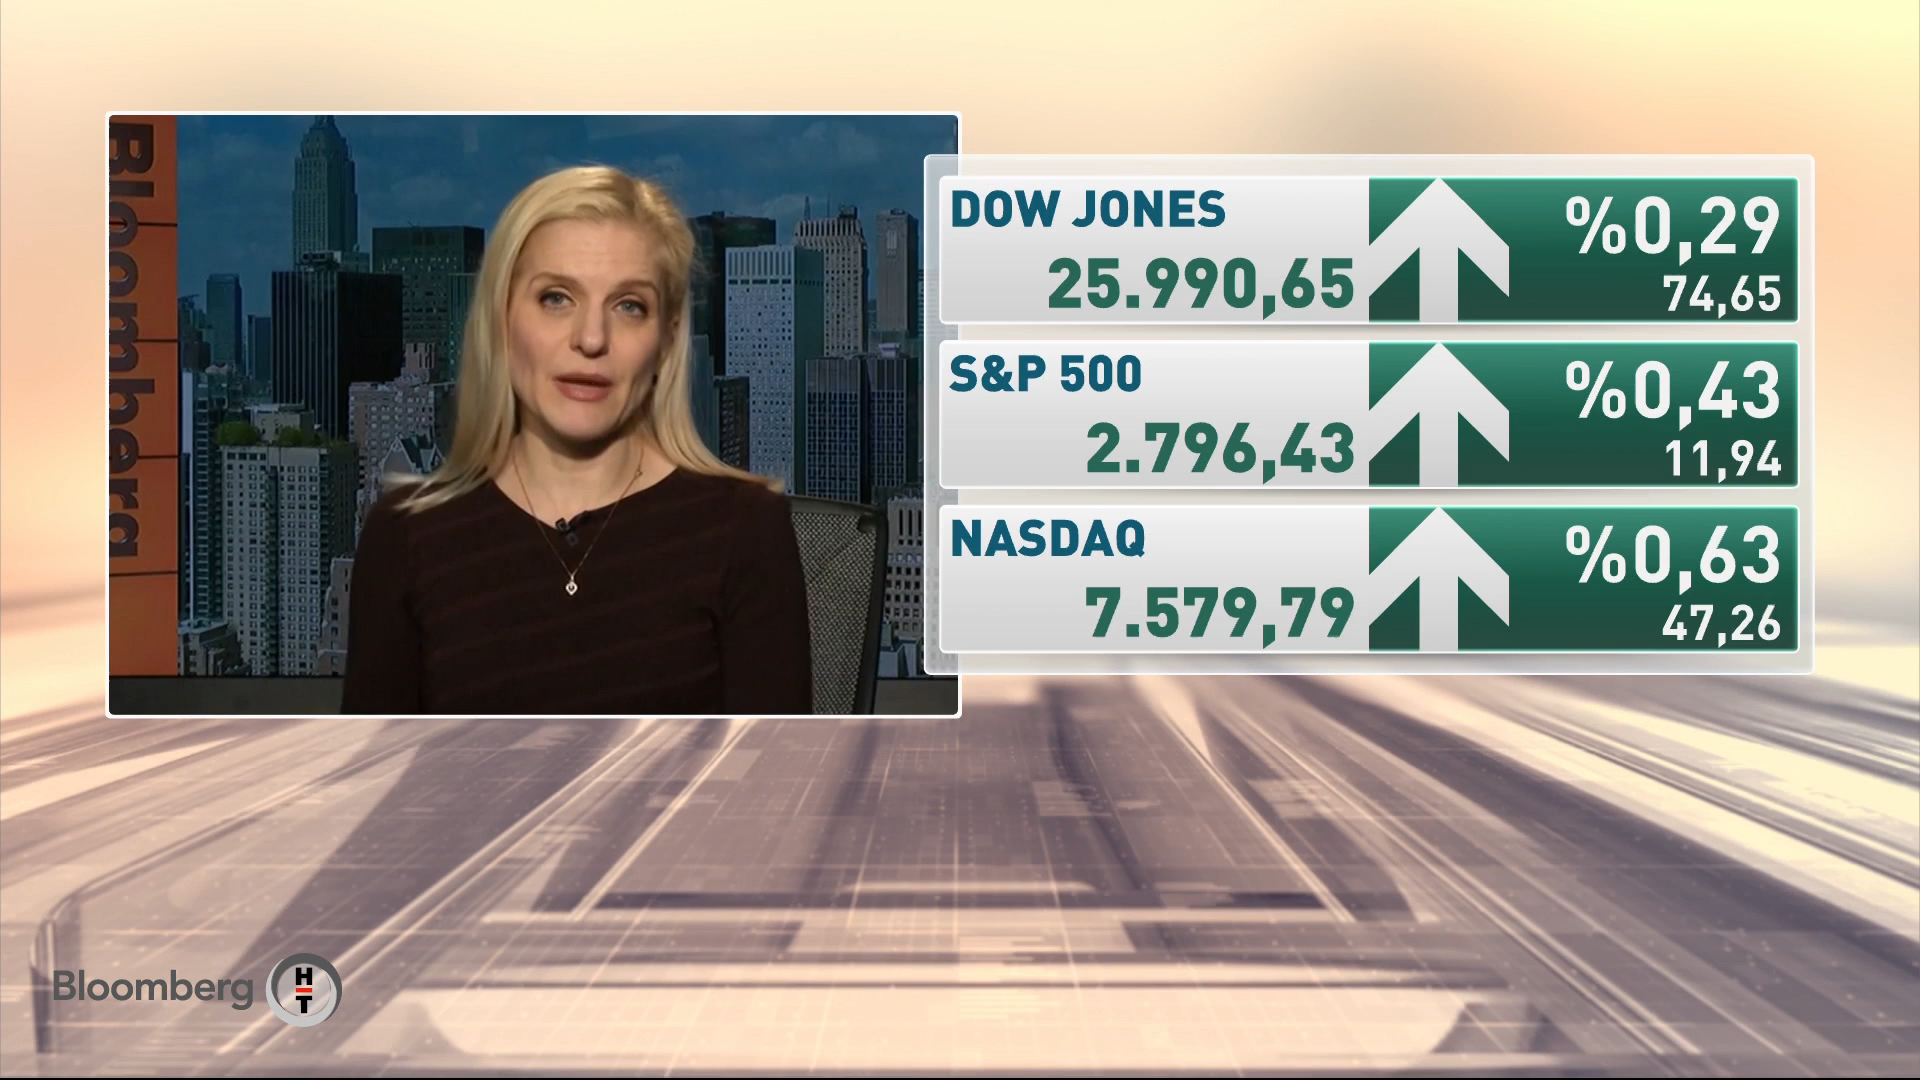 Bloomberg
DOW JONES
25.990,65
%0,29
74,65
S&P 500
2.796,43
%0,43
11,94
NASDAQ
7.579,79
%0,63
47,26
Bloomberg
H
T